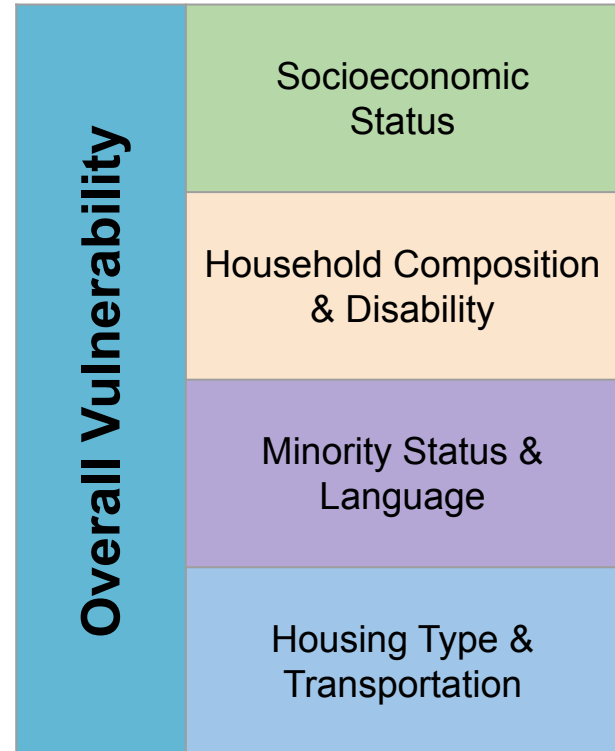 Overall Vulnerability
Socioeconomic
Status
Household Composition
& Disability
Minority Status &
Language
Housing Type &
Transportation